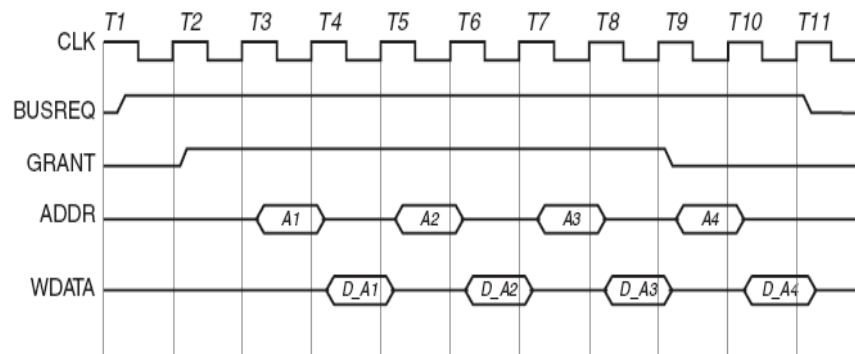 T1 T2 T3 T4 T5 T6 T7 T8 T9 T10 T11
CLK
BUSREQ
GRANT
ADDR A1 A2 A3 A4
WDATA D_A1 D_A2 D_A3 D_A4